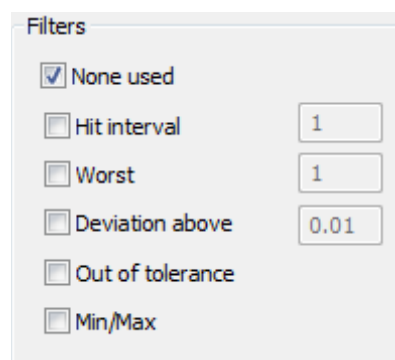 Filters
None used
Hit interval 1
Worst 1
Deviation above 0.01
Out of tolerance
Min/Max